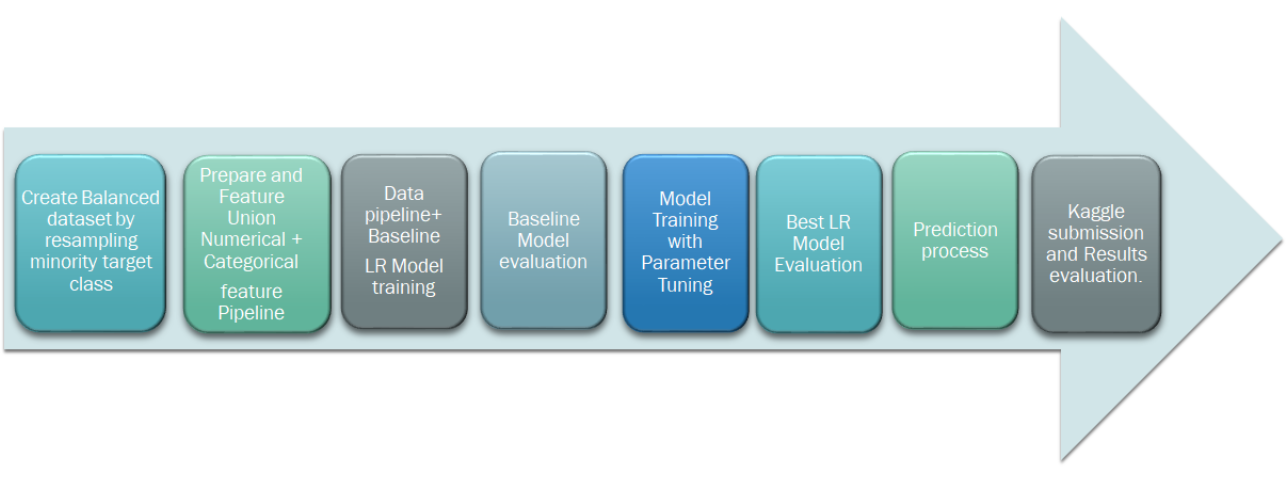 Create Balanced
dataset by
resampling
minority target
class
Prepare and
Feature
Union
Numerical +
Categorical
feature
Pipeline
Data
pipeline+
Baseline
LR Model
training
Baseline
Model
evaluation
Model
Training
with
Parameter
Tuning
Best LR
Model
Evaluation
Prediction
process
Kaggle
submission
and Results
evaluation.